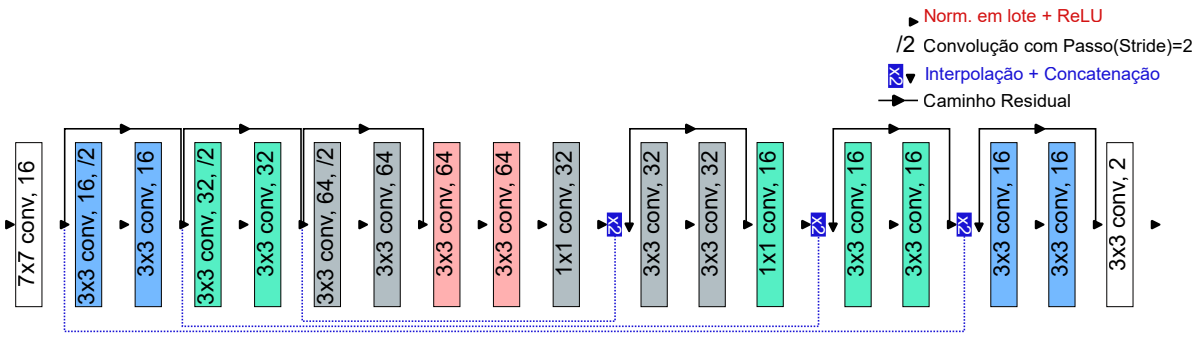 Norm. em lote + ReLU
/2 Convolução com Passo(Stride)=2
x2 Interpolação + Concatenação
Caminho Residual
7x7 conv, 16
3x3 conv, 16, /2
3x3 conv, 16
3x3 conv, 32, /2
3x3 conv, 32
3x3 conv, 64, /2
3x3 conv, 64
3x3 conv, 64
3x3 conv, 64
1x1 conv, 32
x2
3x3 conv, 32
3x3 conv, 32
1x1 conv, 16
x2
3x3 conv, 16
3x3 conv, 16
x2
3x3 conv, 16
3x3 conv, 16
3x3 conv, 2